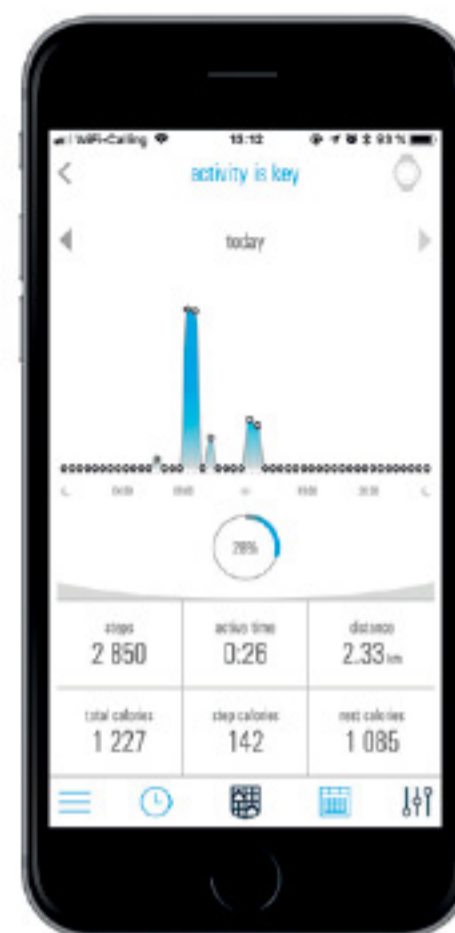 WiFi-Calling 13:12 93 %
activity is key
today
28%
steps active time distance
2 850 0:26 2.33 km
total calories step calories rest calories
1 227 142 1 085